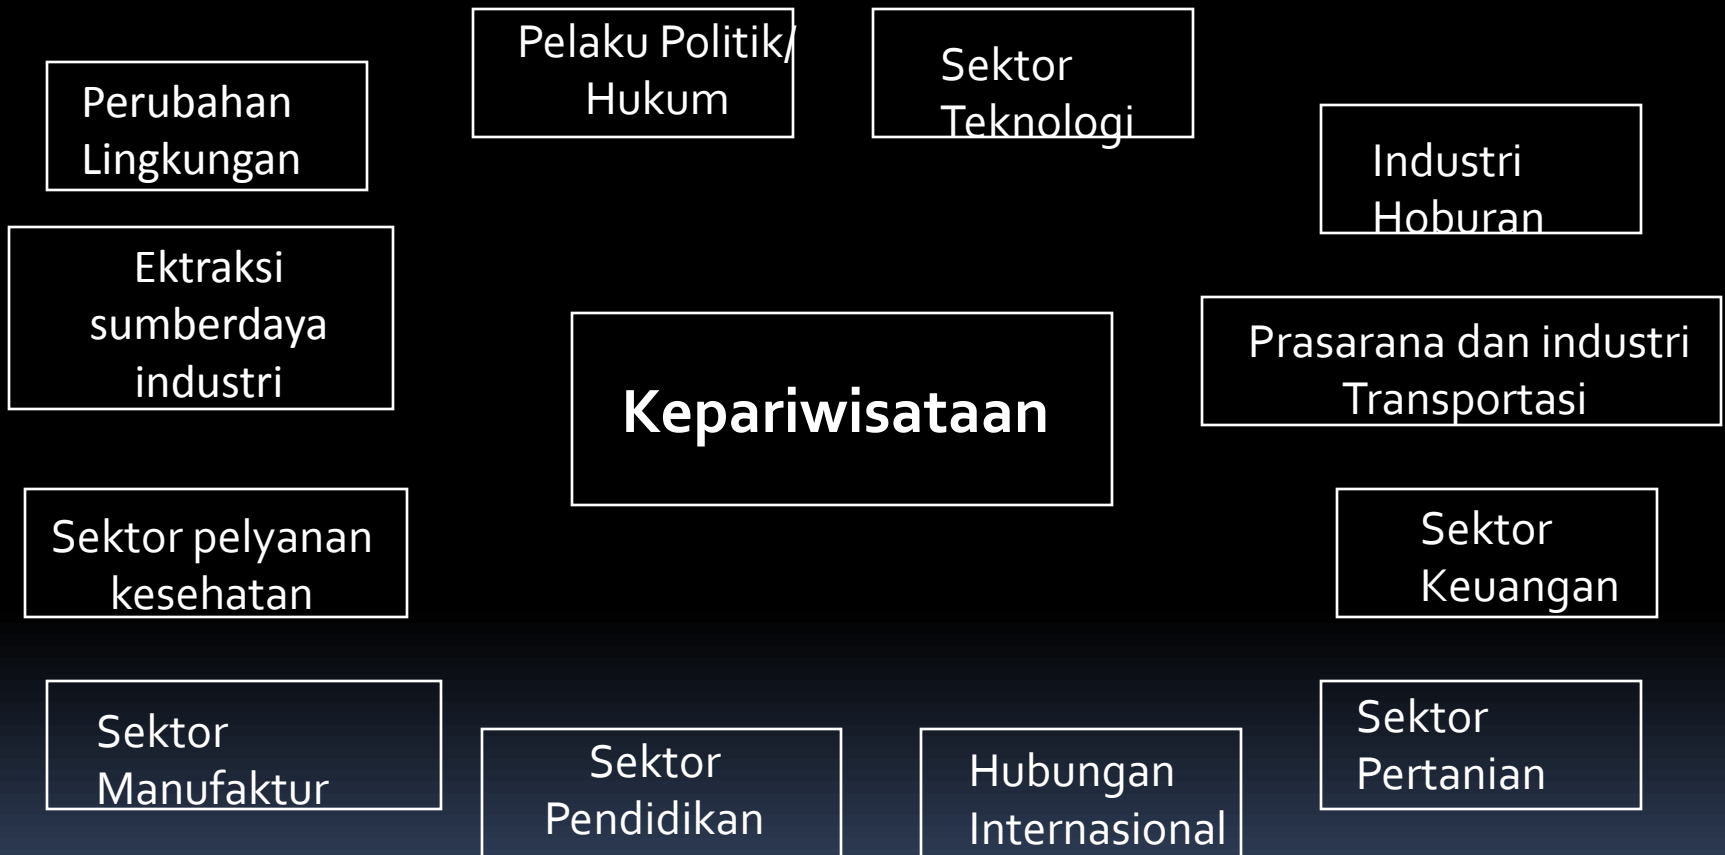 Pelaku Politik/
Hukum
Sektor
Teknologi
Perubahan
Lingkungan
Industri
Hoburan
Ektraksi
sumberdaya
industri
Prasarana dan industri
Transportasi
Kepariwisataan
Sektor pelyanan
kesehatan
Sektor
Keuangan
Sektor
Manufaktur
Sektor
Pendidikan
Hubungan
Internasional
Sektor
Pertanian